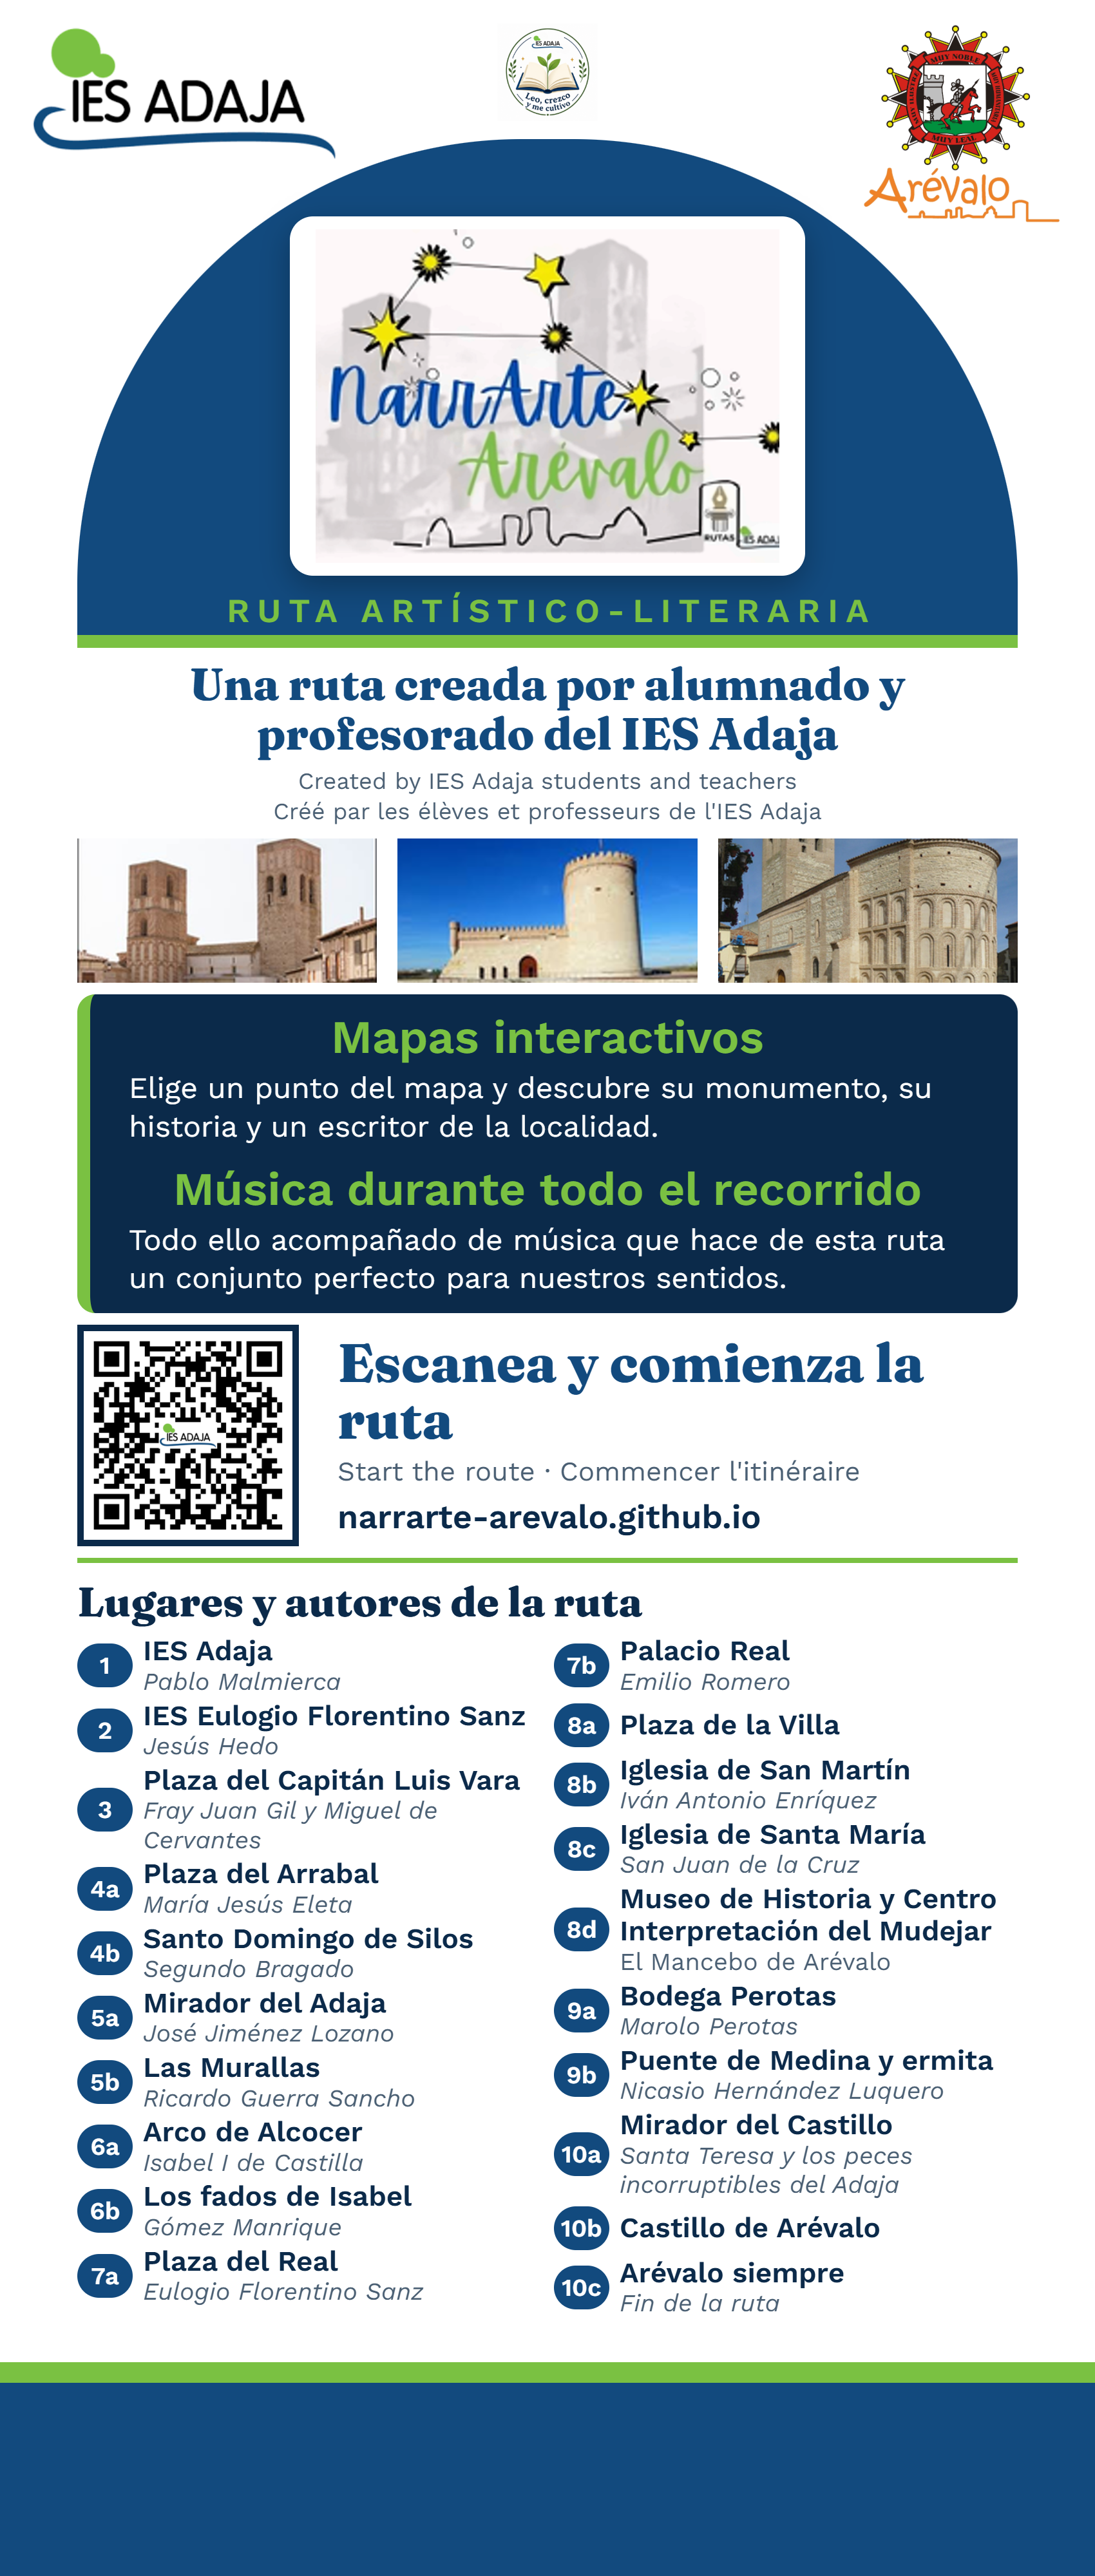 IES ADAJA
IES ADAJA
Leo, crezco
y me cultivo
MUY NOBLE
MUY LEAL
Arévalo
NarrArte
Arévalo
RUTAS
IES ADAJ
RUTA ARTÍSTICO-LITERARIA
Una ruta creada por alumnado y
profesorado del IES Adaja
Created by IES Adaja students and teachers
Créé par les élèves et professeurs de l'IES Adaja
Mapas interactivos
Elige un punto del mapa y descubre su monumento, su
historia y un escritor de la localidad.
Música durante todo el recorrido
Todo ello acompañado de música que hace de esta ruta
un conjunto perfecto para nuestros sentidos.
IES ADAJA
Escanea y comienza la
ruta
Start the route · Commencer l'itinéraire
narrarte-arevalo.github.io
Lugares y autores de la ruta
1 IES Adaja
Pablo Malmierca
2 IES Eulogio Florentino Sanz
Jesús Hedo
3 Plaza del Capitán Luis Vara
Fray Juan Gil y Miguel de
Cervantes
4a Plaza del Arrabal
María Jesús Eleta
4b Santo Domingo de Silos
Segundo Bragado
5a Mirador del Adaja
José Jiménez Lozano
5b Las Murallas
Ricardo Guerra Sancho
6a Arco de Alcocer
Isabel I de Castilla
6b Los fados de Isabel
Gómez Manrique
7a Plaza del Real
Eulogio Florentino Sanz
7b Palacio Real
Emilio Romero
8a Plaza de la Villa
8b Iglesia de San Martín
Iván Antonio Enríquez
8c Iglesia de Santa María
San Juan de la Cruz
8d Museo de Historia y Centro
Interpretación del Mudejar
El Mancebo de Arévalo
9a Bodega Perotas
Marolo Perotas
9b Puente de Medina y ermita
Nicasio Hernández Luquero
10a Mirador del Castillo
Santa Teresa y los peces
incorruptibles del Adaja
10b Castillo de Arévalo
10c Arévalo siempre
Fin de la ruta